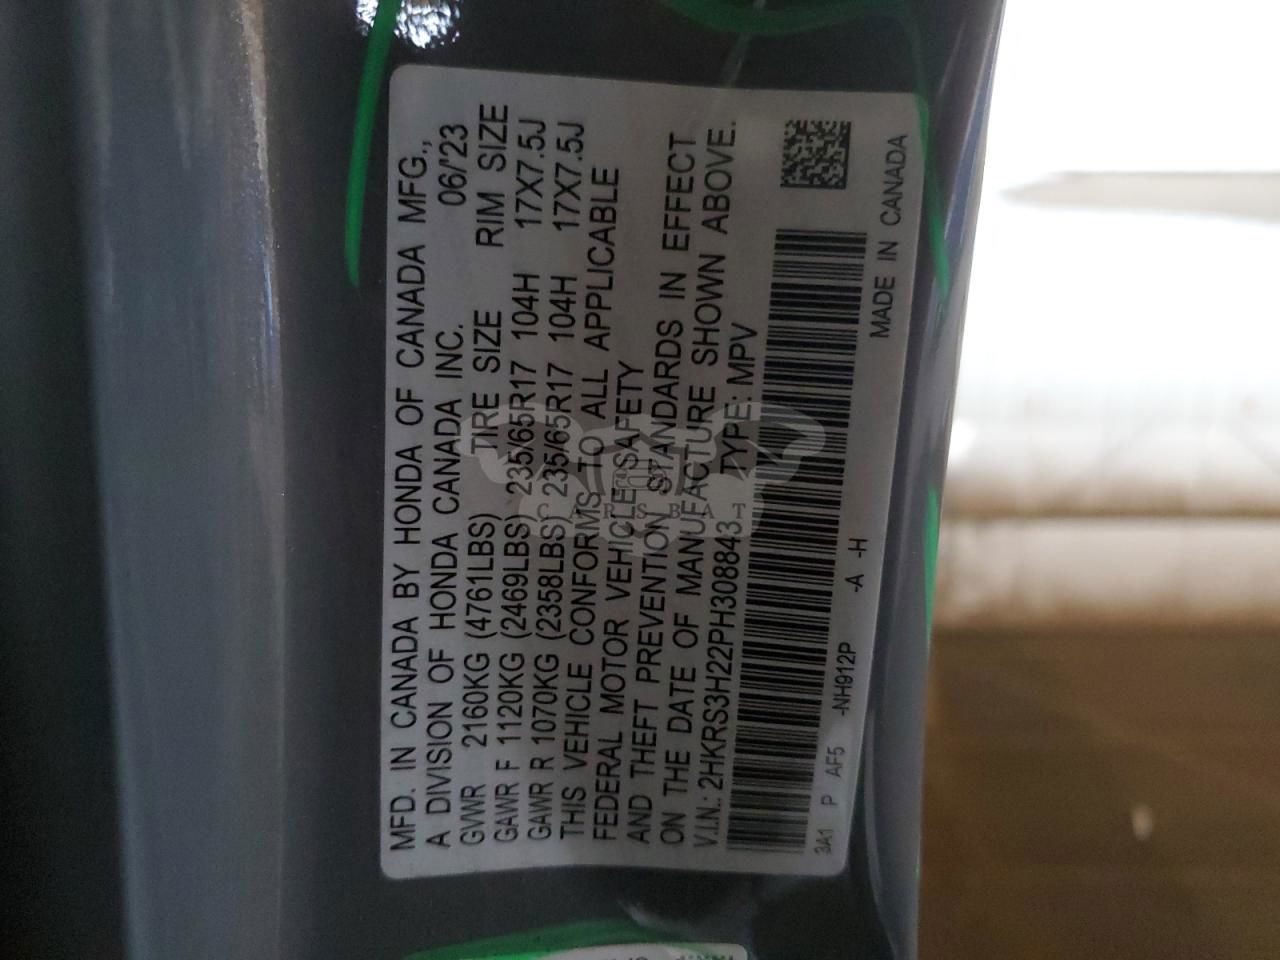 MFD. IN CANADA BY HONDA OF CANADA MFG.,
A DIVISION OF HONDA CANADA INC. 06/'23
GVWR 2160KG (4761LBS) TIRE SIZE RIM SIZE
GAWR F 1120KG (2469LBS) 235/65R17 104H 17X7.5J
GAWR R 1070KG (2358LBS) 235/65R17 104H 17X7.5J
THIS VEHICLE CONFORMS TO ALL APPLICABLE
FEDERAL MOTOR VEHICLE SAFETY
AND THEFT PREVENTION STANDARDS IN EFFECT
ON THE DATE OF MANUFACTURE SHOWN ABOVE.
V.I.N.: 2HKRS3H22PH308843 TYPE: MPV
3A1 P AF5 -NH912P -A -H MADE IN CANADA
CARSBAT